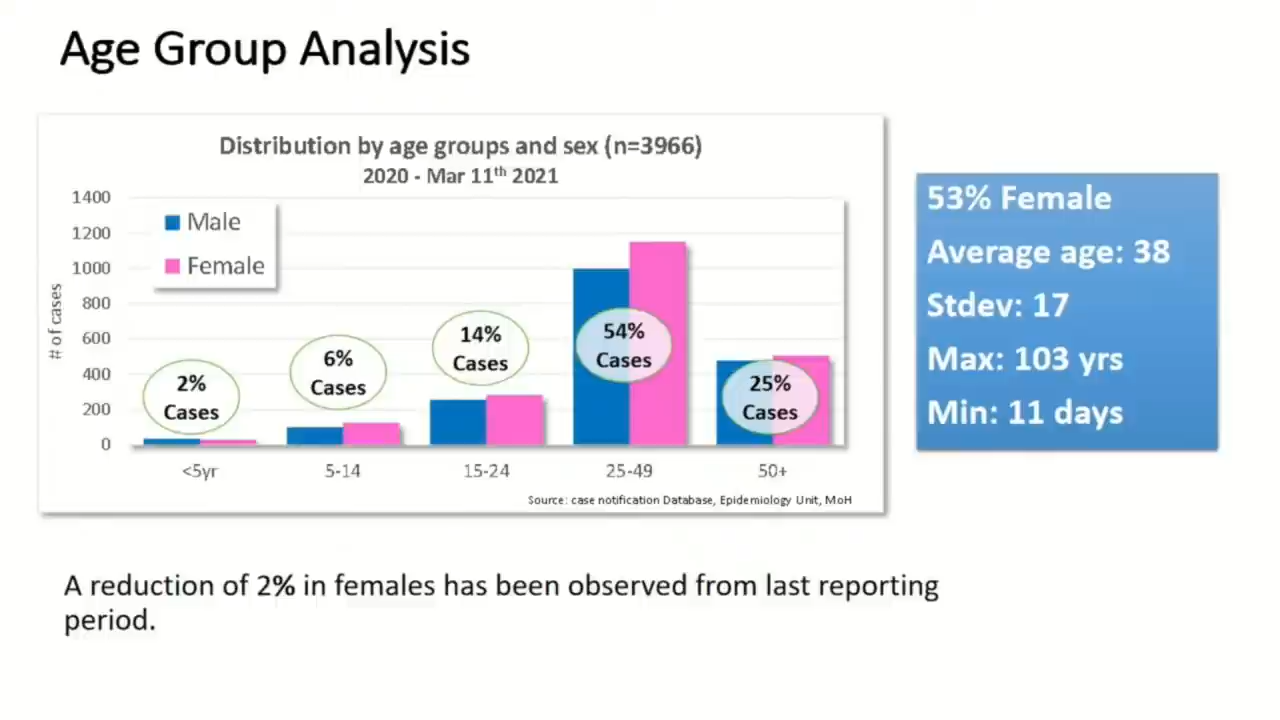 Age Group Analysis
Distribution by age groups and sex (n=3966)
2020 - Mar 11th 2021
1400
1200
1000
800
600
400
200
0
# of cases
Male
Female
2%
Cases
6%
Cases
14%
Cases
54%
Cases
25%
Cases
<5yr
5-14
15-24
25-49
50+
Source: case notification Database, Epidemiology Unit, MoH
53% Female
Average age: 38
Stdev: 17
Max: 103 yrs
Min: 11 days
A reduction of 2% in females has been observed from last reporting
period.